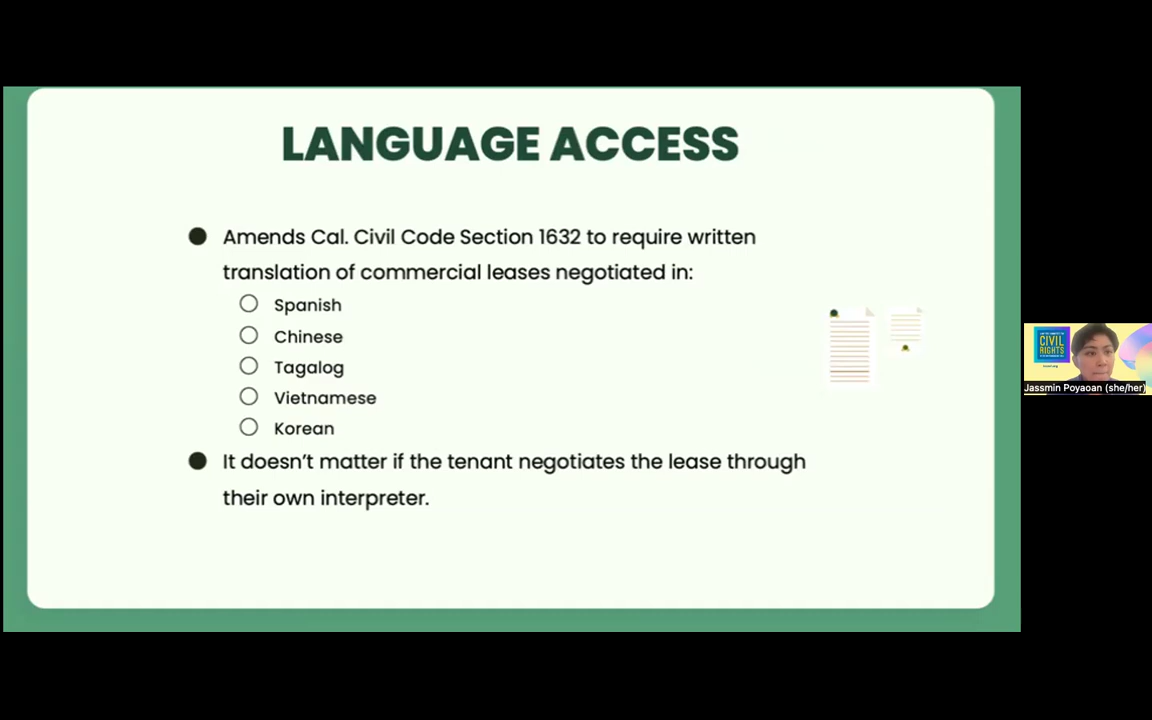 LANGUAGE ACCESS
● Amends Cal. Civil Code Section 1632 to require written
translation of commercial leases negotiated in:
○ Spanish
○ Chinese
○ Tagalog
○ Vietnamese
○ Korean
● It doesn't matter if the tenant negotiates the lease through
their own interpreter.
CIVIL
RIGHTS
Jassmin Poyaoan (she/her)